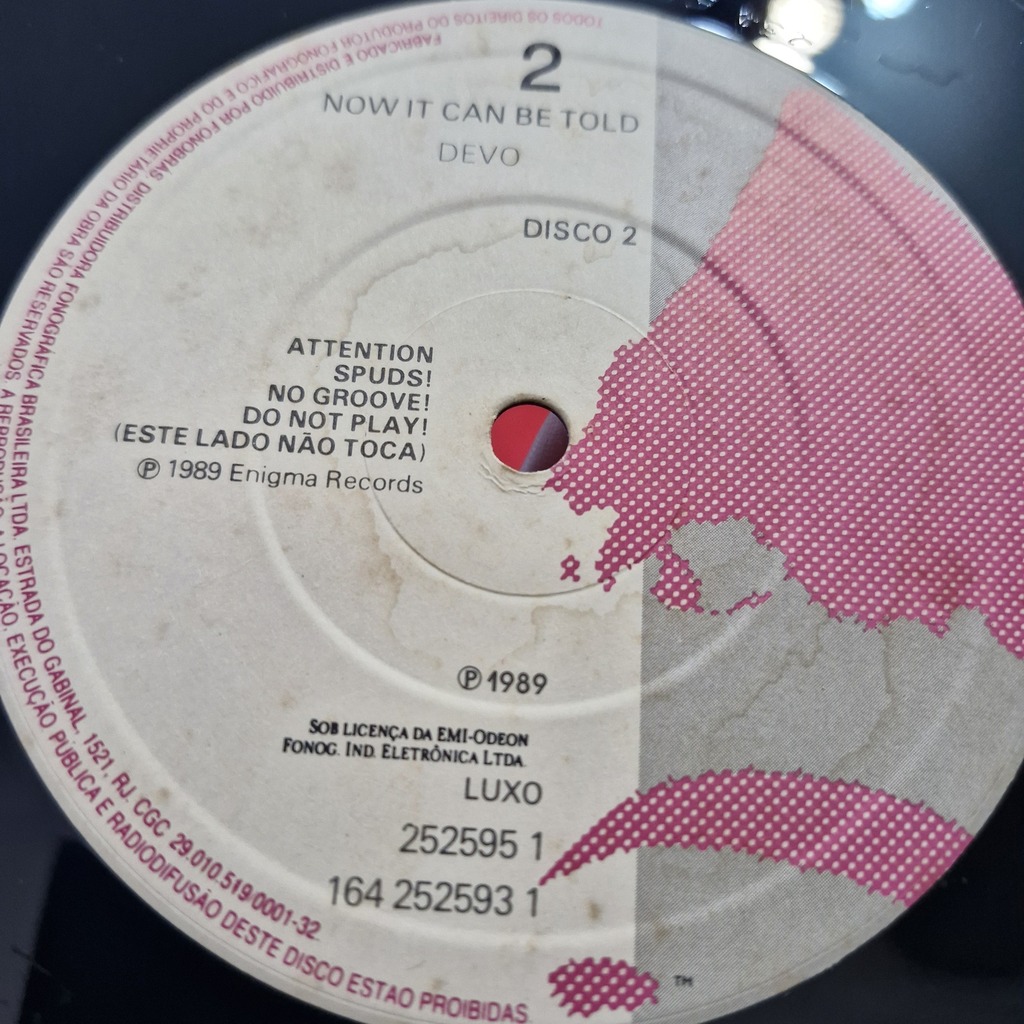 2
NOW IT CAN BE TOLD
DEVO
DISCO 2
ATTENTION
SPUDS!
NO GROOVE!
DO NOT PLAY!
(ESTE LADO NÃO TOCA)
℗ 1989 Enigma Records
℗ 1989
SOB LICENÇA DA EMI-ODEON
FONOG. IND. ELETRÔNICA LTDA.
LUXO
252595 1
164 252593 1
TM
FABRICADO E DISTRIBUIDO POR FONOBRAS, DISTRIBUIDORA FONOGRÁFICA BRASILEIRA LTDA, ESTRADA DO GABINAL, 1521, RJ, CGC 29.010.519.0001-32.
TODOS OS DIREITOS DO PRODUTOR FONOGRÁFICO E DO PROPRIETÁRIO DA OBRA SÃO RESERVADOS. A REPRODUÇÃO, A LOCAÇÃO, EXECUÇÃO PÚBLICA E RADIODIFUSÃO DESTE DISCO ESTAO PROIBIDAS.